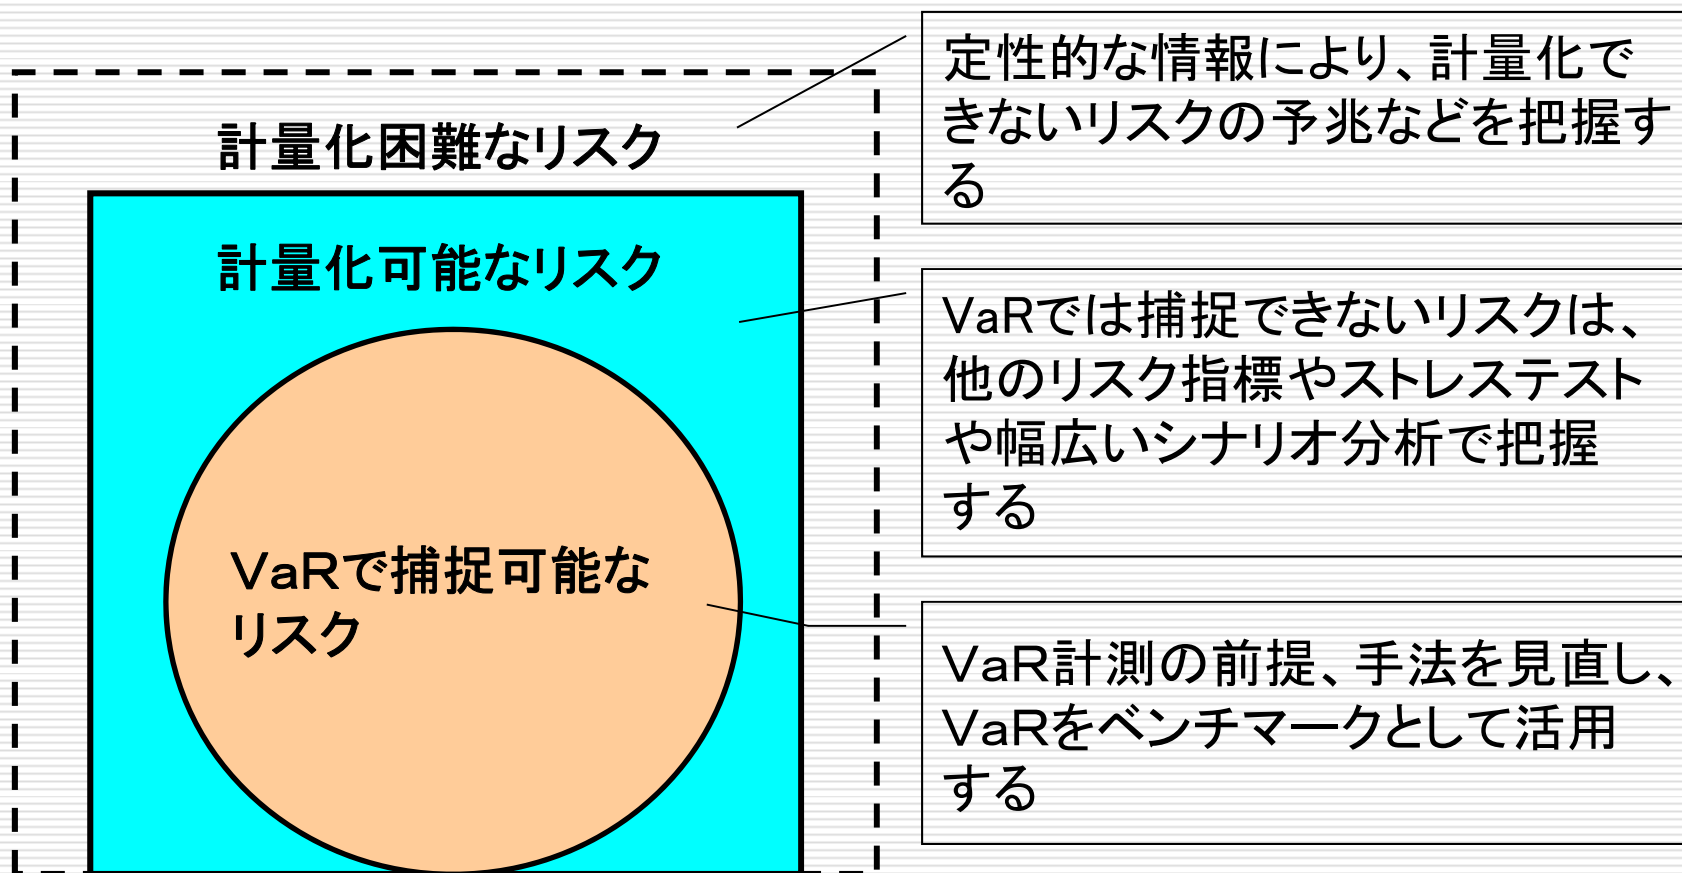 計量化困難なリスク
計量化可能なリスク
VaRで捕捉可能な
リスク
定性的な情報により、計量化で
きないリスクの予兆などを把握す
る
VaRでは捕捉できないリスクは、
他のリスク指標やストレステスト
や幅広いシナリオ分析で把握
する
VaR計測の前提、手法を見直し、
VaRをベンチマークとして活用
する